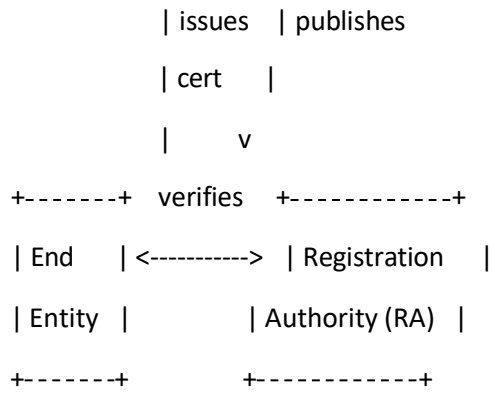 | issues | publishes
| cert |
| v
+-------+ verifies +------------+
| End | <-----------> | Registration |
| Entity | | Authority (RA) |
+-------+ +------------+